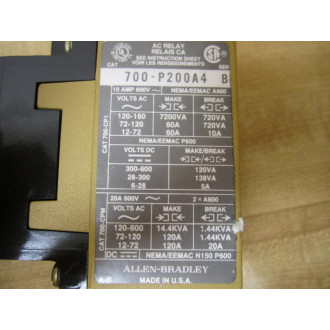 AC RELAY
RELAIS CA
SEE INSTRUCTION SHEET
VOIR LES RENSEIGNEMENTS
CAT 700-P200A4 SER B
10 AMP 600V NEMA/EEMAC A600
VOLTS AC MAKE BREAK
120-160 7200VA 720VA
72-120 60A 720VA
12-72 60A 10A
CAT 700-CP1
NEMA/EEMAC P600
VOLTS DC MAKE/BREAK
300-600 120VA
28-300 138VA
6-28 5A
20A 600V 2 × A600
VOLTS AC MAKE BREAK
120-600 14.4KVA 1.44KVA
72-120 120A 1.44KVA
12-72 120A 20A
CAT 700-CPM
DC NEMA/EEMAC N150 P600
ALLEN-BRADLEY
MADE IN U.S.A.